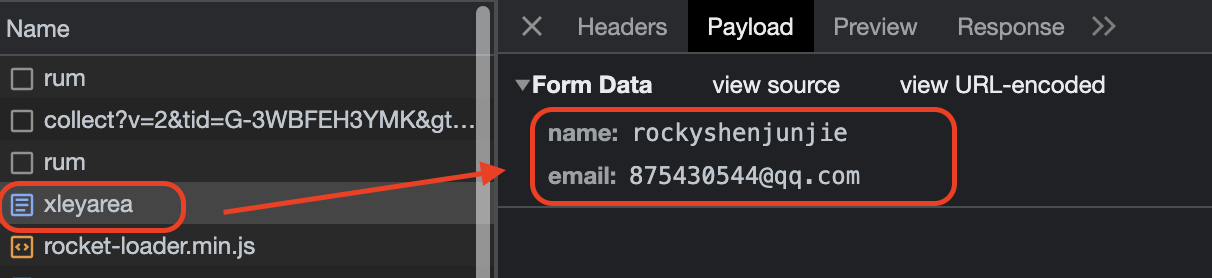 Name
rum
collect?v=2&tid=G-3WBFEH3YMK&gt...
rum
xleyarea
rocket-loader.min.js
Headers Payload Preview Response
Form Data view source view URL-encoded
name: rockyshenjunjie
email: 875430544@qq.com